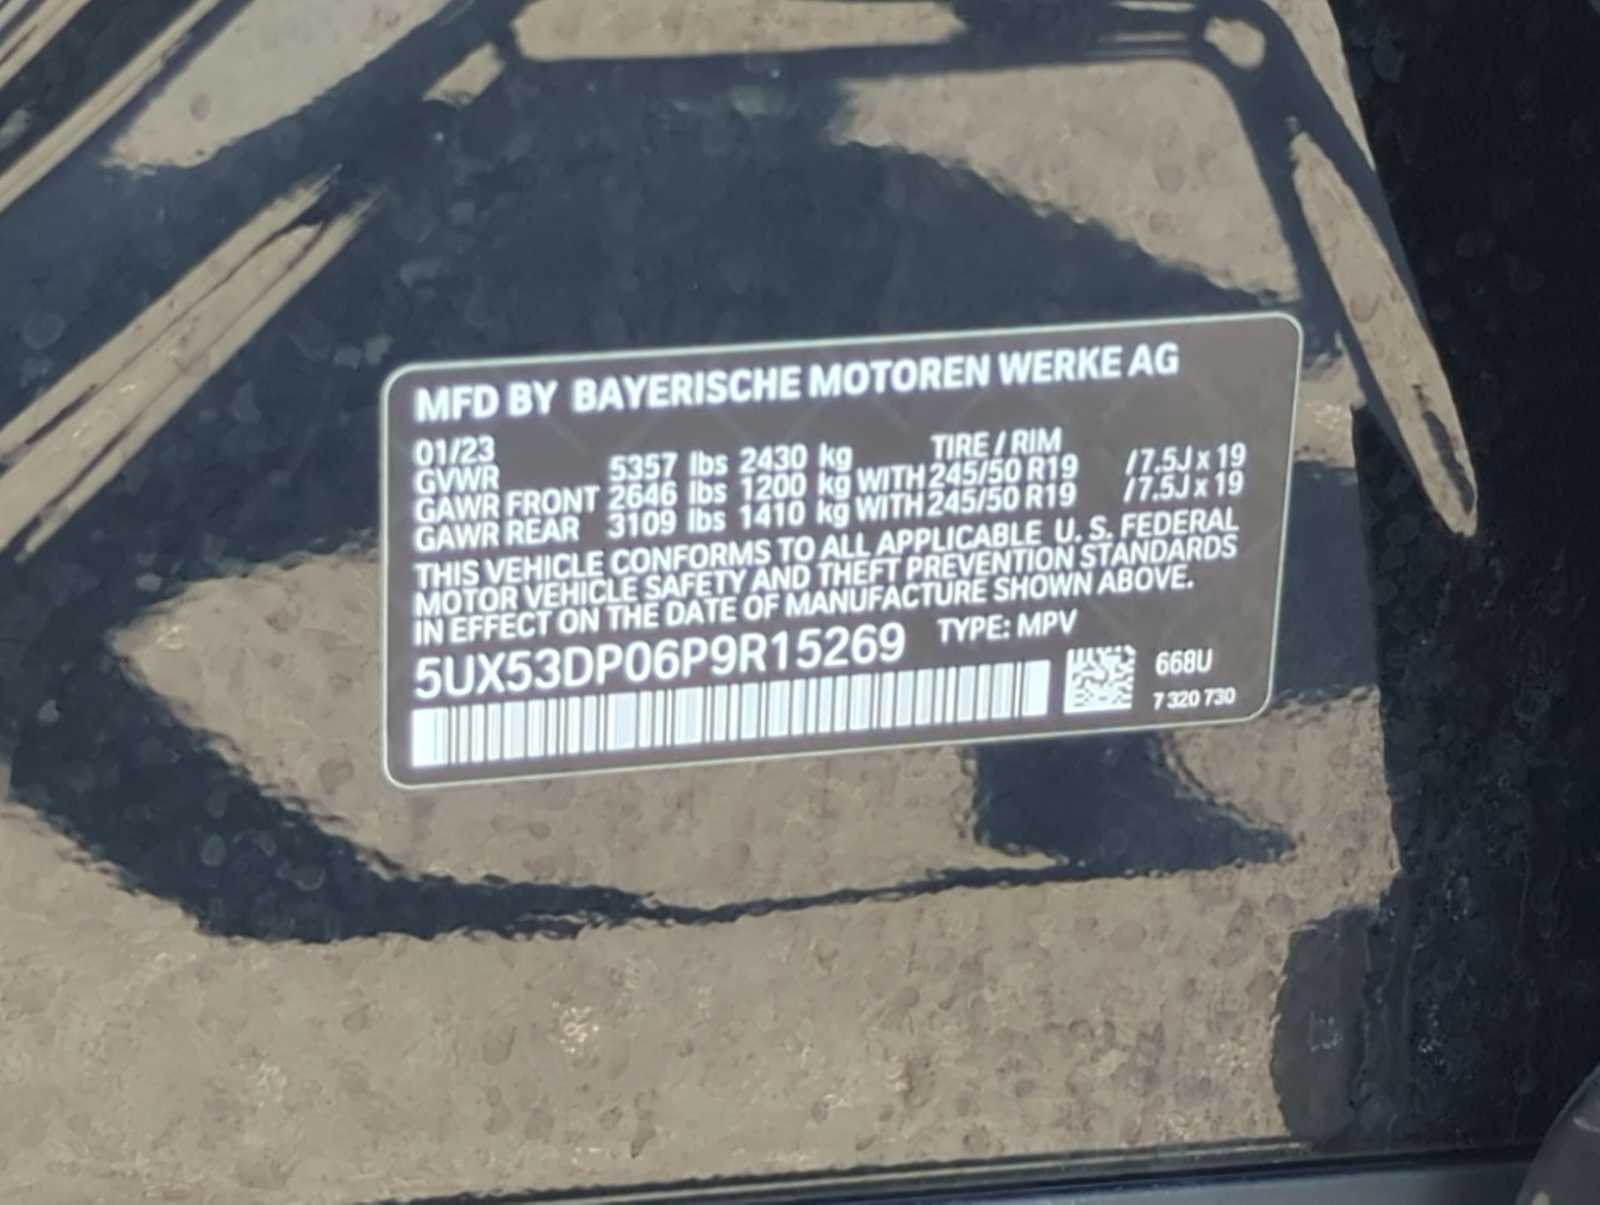 MFD BY BAYERISCHE MOTOREN WERKE AG
01/23 TIRE / RIM
GVWR 5357 lbs 2430 kg
GAWR FRONT 2646 lbs 1200 kg WITH 245/50 R19 /7.5J x 19
GAWR REAR 3109 lbs 1410 kg WITH 245/50 R19 /7.5J x 19
THIS VEHICLE CONFORMS TO ALL APPLICABLE U. S. FEDERAL
MOTOR VEHICLE SAFETY AND THEFT PREVENTION STANDARDS
IN EFFECT ON THE DATE OF MANUFACTURE SHOWN ABOVE.
5UX53DP06P9R15269 TYPE: MPV
668U
7 320 730